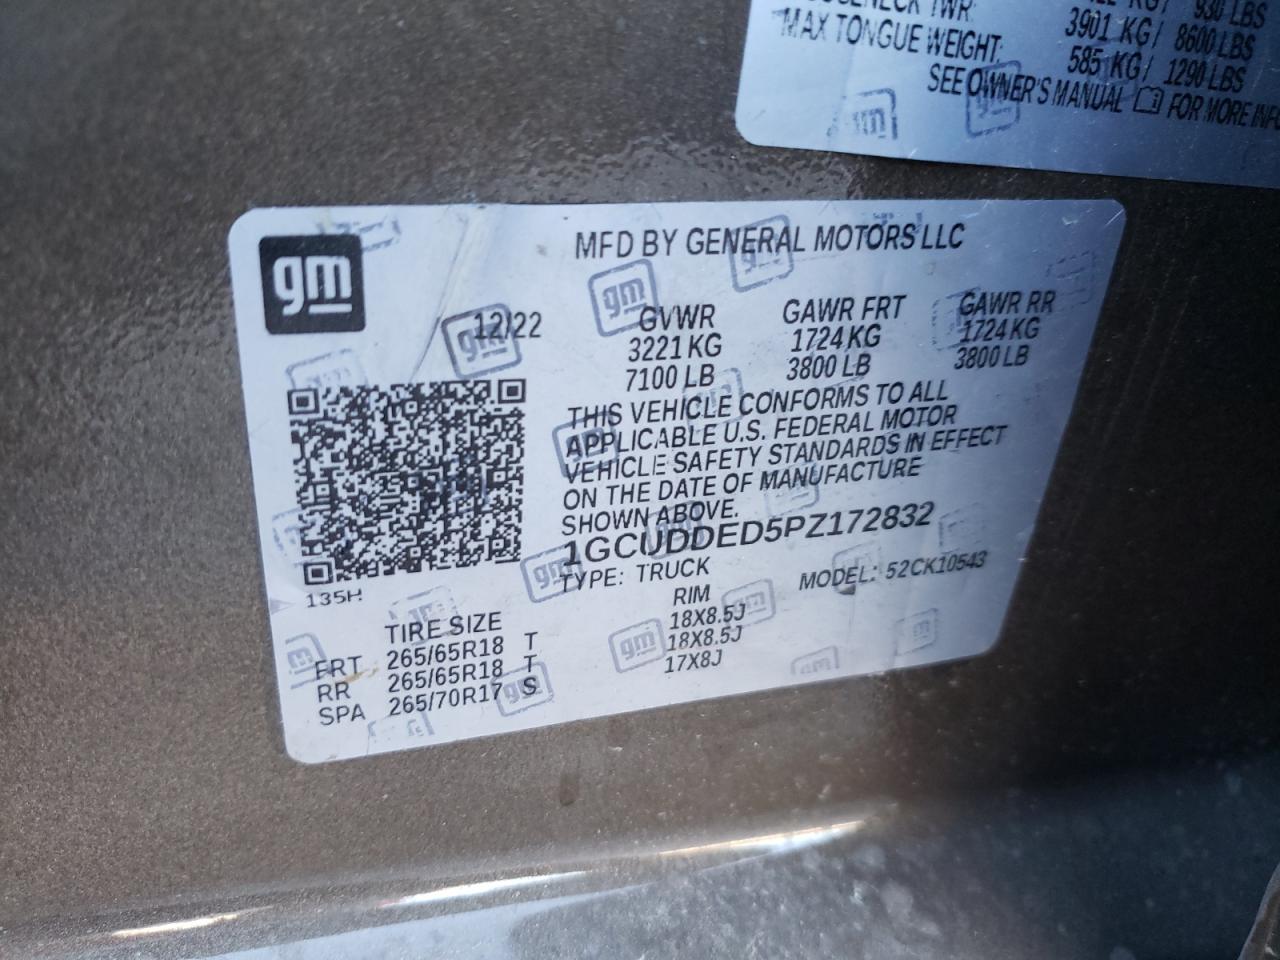 TWR:
KG/ 930 LBS
3901 KG/ 8600 LBS
MAX TONGUE WEIGHT: 585 KG/ 1290 LBS
SEE OWNER'S MANUAL FOR MORE
gm
MFD BY GENERAL MOTORS LLC
12/22
GVWR GAWR FRT GAWR RR
3221 KG 1724 KG 1724 KG
7100 LB 3800 LB 3800 LB
THIS VEHICLE CONFORMS TO ALL
APPLICABLE U.S. FEDERAL MOTOR
VEHICLE SAFETY STANDARDS IN EFFECT
ON THE DATE OF MANUFACTURE
SHOWN ABOVE.
1GCUDDED5PZ172832
TYPE: TRUCK MODEL: 52CK10543
135H
TIRE SIZE RIM
FRT 265/65R18 T 18X8.5J
RR 265/65R18 T 18X8.5J
SPA 265/70R17 S 17X8J